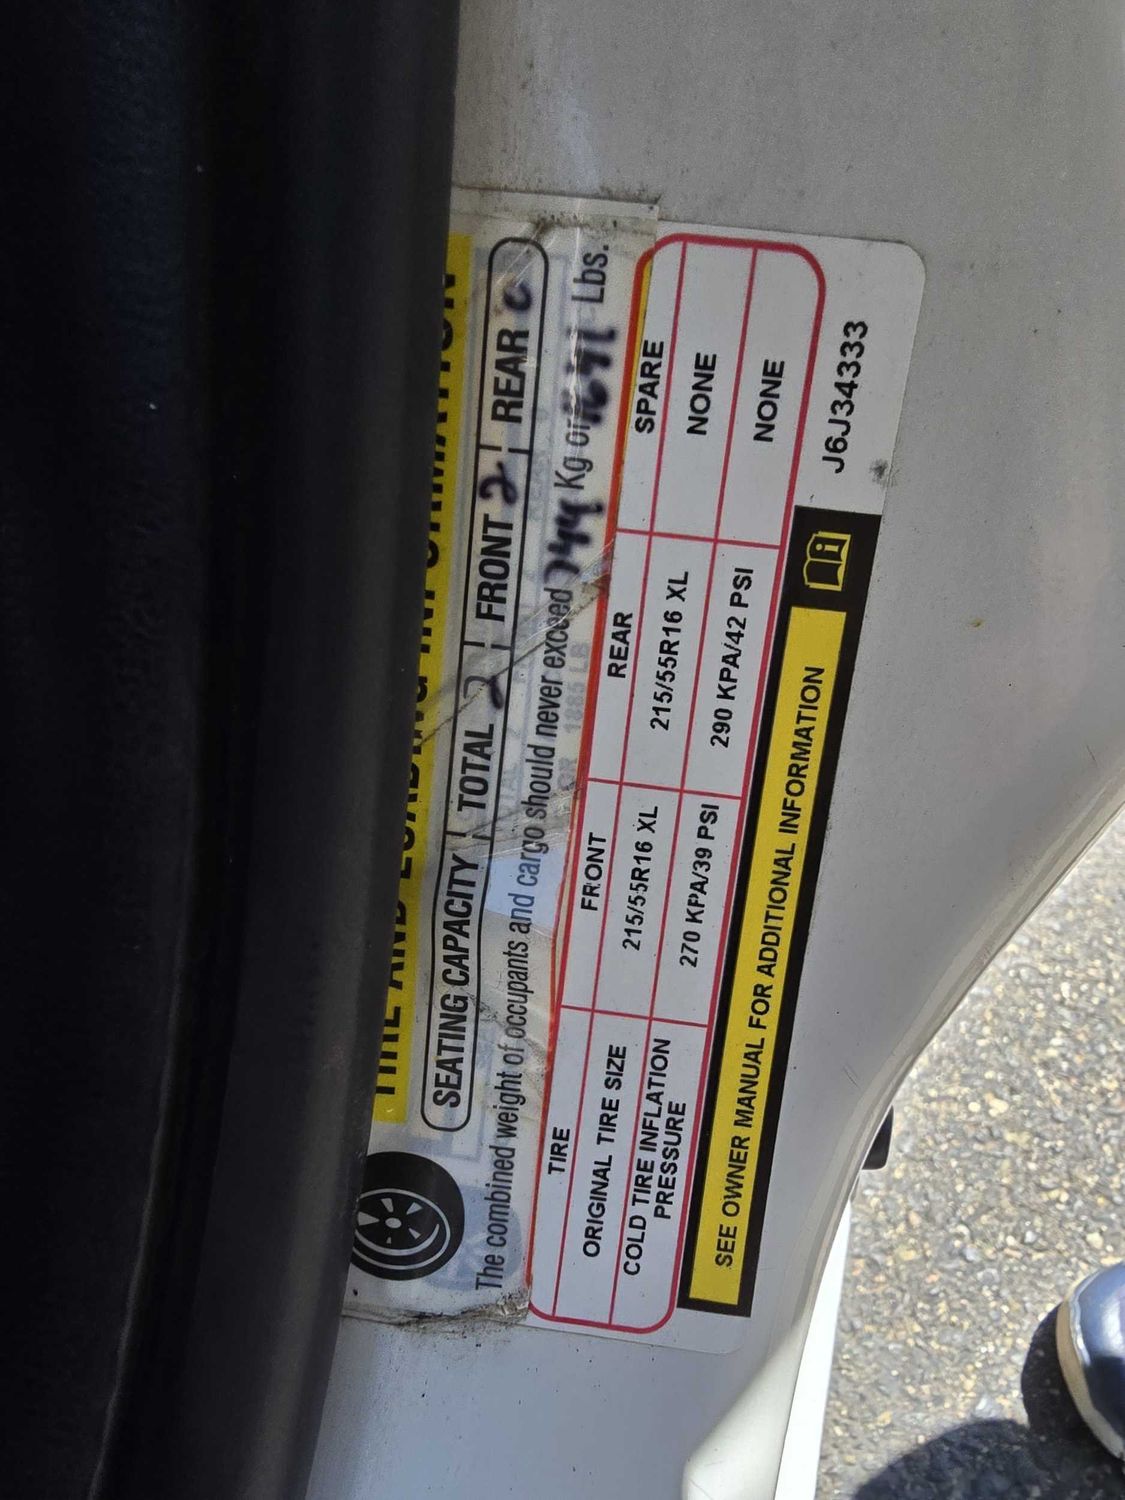 TIRE AND LOADING INFORMATION
SEATING CAPACITY TOTAL 2 FRONT 2 REAR 0
The combined weight of occupants and cargo should never exceed 744 Kg or 1641 Lbs.
TIRE FRONT REAR SPARE
ORIGINAL TIRE SIZE 215/55R16 XL 215/55R16 XL NONE
COLD TIRE INFLATION PRESSURE 270 KPA/39 PSI 290 KPA/42 PSI NONE
SEE OWNER MANUAL FOR ADDITIONAL INFORMATION
J6J34333